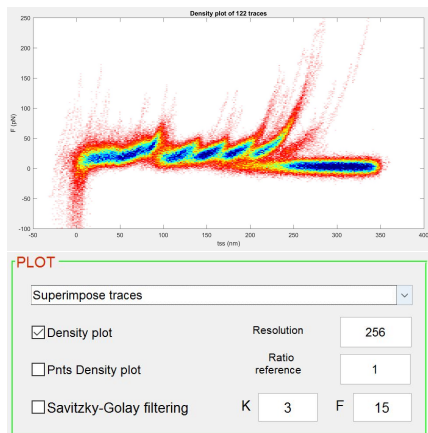 Density plot of 122 traces
250
200
150
100
50
0
-50
-100
F (pN)
-50 0 50 100 150 200 250 300 350 400
tss (nm)
PLOT
Superimpose traces
Density plot Resolution 256
Pnts Density plot Ratio reference 1
Savitzky-Golay filtering K 3 F 15